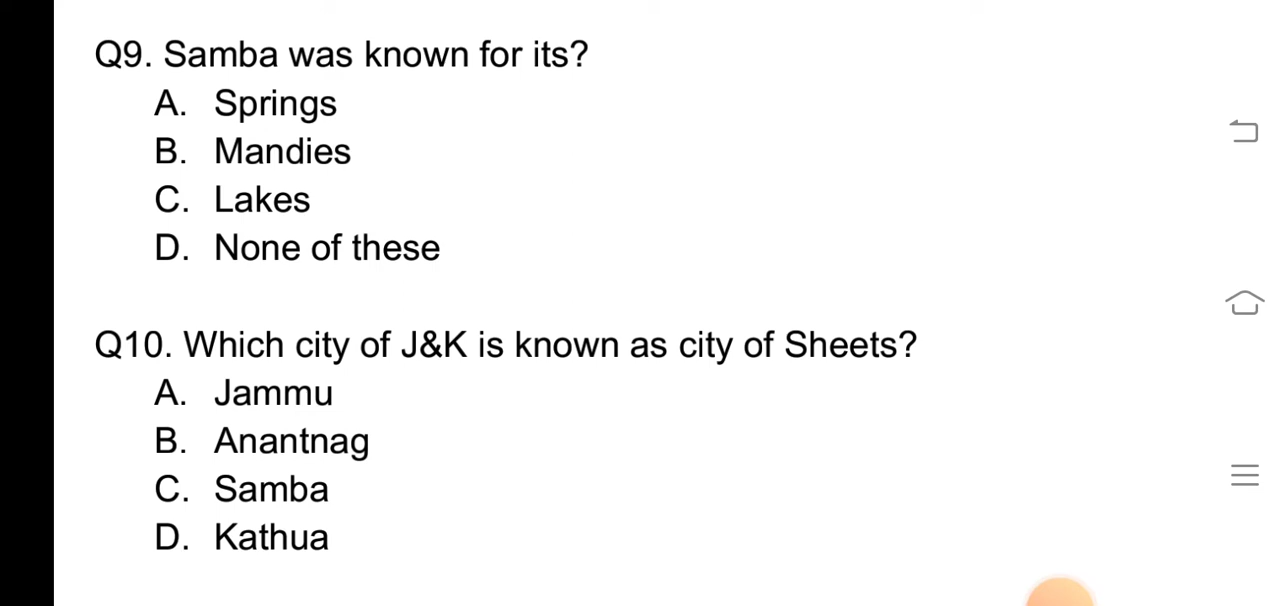 Q9. Samba was known for its?
A. Springs
B. Mandies
C. Lakes
D. None of these
Q10. Which city of J&K is known as city of Sheets?
A. Jammu
B. Anantnag
C. Samba
D. Kathua